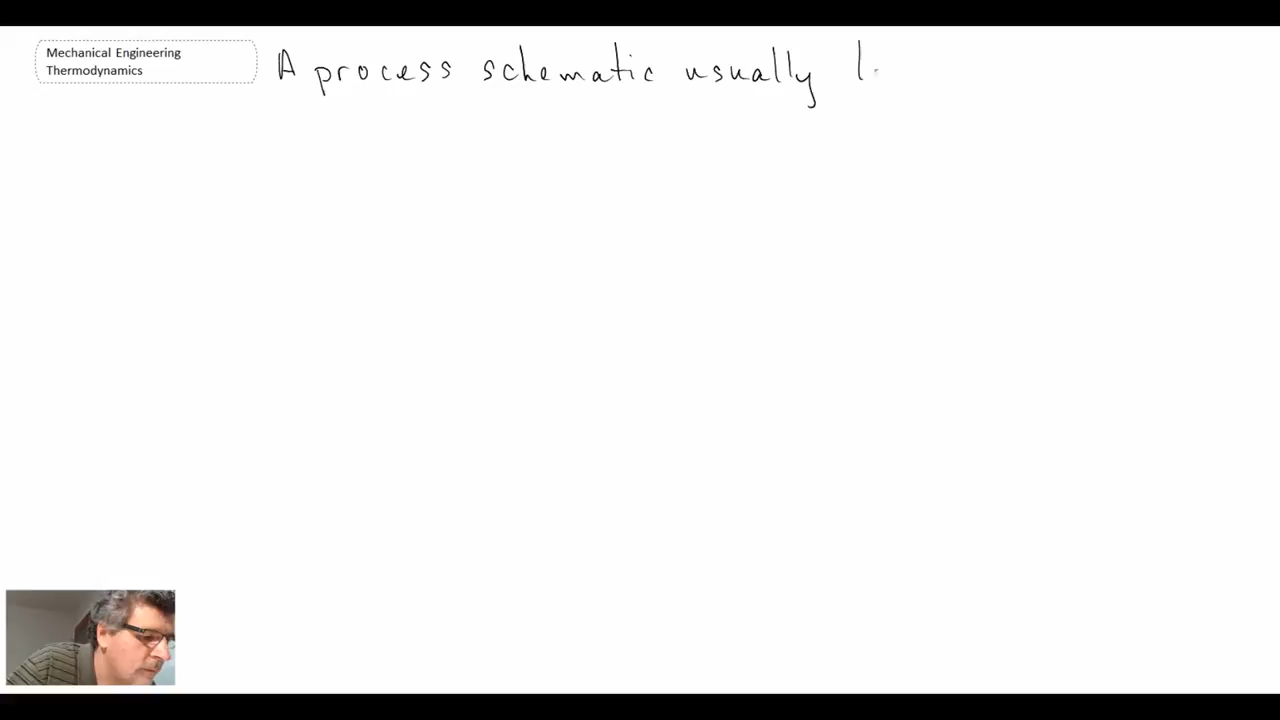 Mechanical Engineering
Thermodynamics
A process schematic usually l